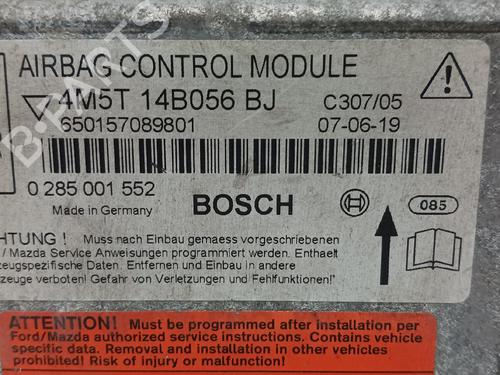 AIRBAG CONTROL MODULE
4M5T 14B056 BJ C307/05
650157089801 07-06-19
0 285 001 552
Made in Germany BOSCH 085
CHTUNG ! Muss nach Einbau gemaess vorgeschriebenen
/ Mazda Service Anweisungen programmiert werden. Enthaelt
zeugspezifische Daten. Entfernen und Einbau in andere
zeuge verboten! Gefahr von Verletzungen und Fehlfunktionen!
ATTENTION! Must be programmed after installation per
Ford/Mazda authorized service instructions. Contains vehicle
specific data. Removal and installation in other vehicles
prohibited! Risk of injury or malfunction!
B-PARTS